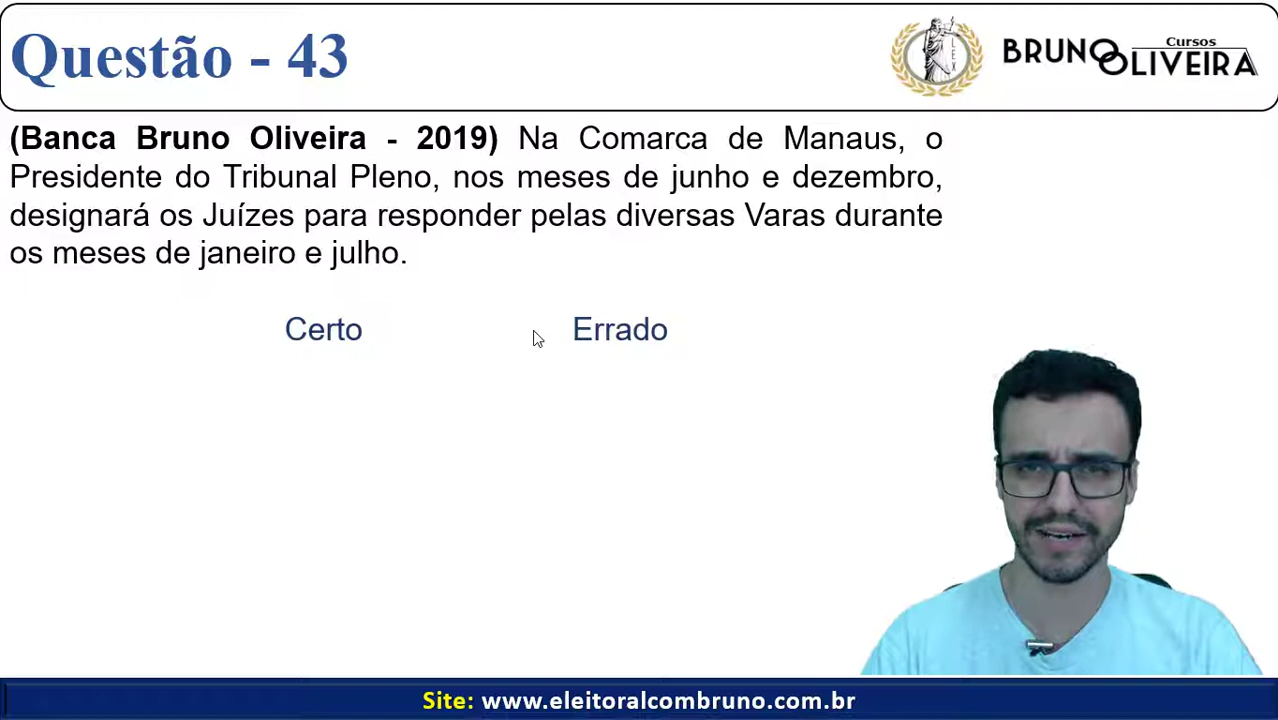 Questão - 43
LEX
Cursos
BRUNO OLIVEIRA
(Banca Bruno Oliveira - 2019) Na Comarca de Manaus, o
Presidente do Tribunal Pleno, nos meses de junho e dezembro,
designará os Juízes para responder pelas diversas Varas durante
os meses de janeiro e julho.
Certo
Errado
Site: www.eleitoralcombruno.com.br